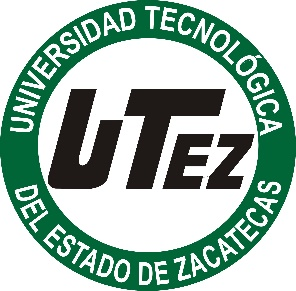 UNIVERSIDAD TECNOLÓGICA
UTEZ
DEL ESTADO DE ZACATECAS